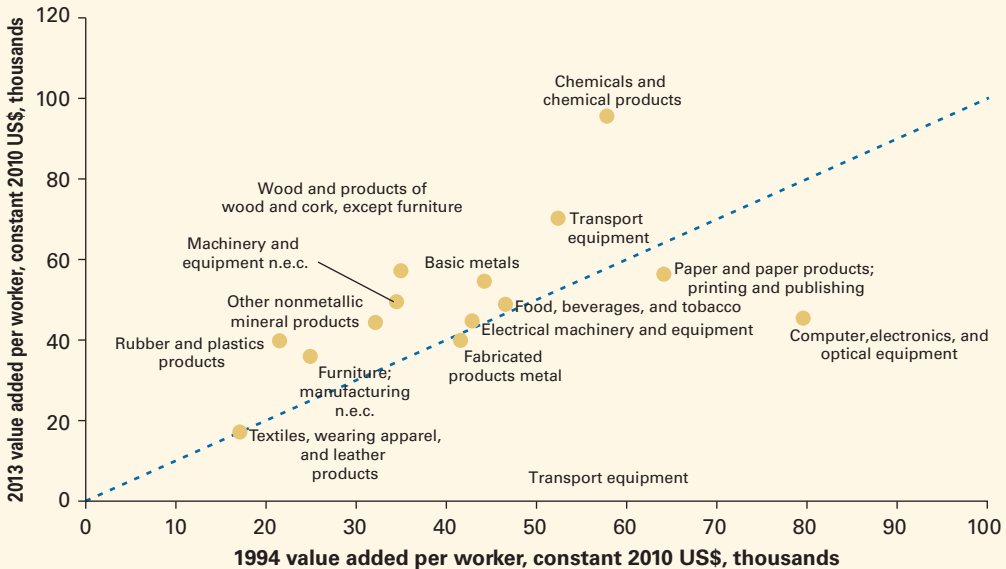 2013 value added per worker, constant 2010 US$, thousands
120
100
80
60
40
20
0
Chemicals and
chemical products
Wood and products of
wood and cork, except furniture
Transport
equipment
Machinery and
equipment n.e.c.
Basic metals
Paper and paper products;
printing and publishing
Other nonmetallic
mineral products
Food, beverages, and tobacco
Electrical machinery and equipment
Computer,electronics, and
optical equipment
Rubber and plastics
products
Fabricated
products metal
Furniture;
manufacturing
n.e.c.
Textiles, wearing apparel,
and leather
products
Transport equipment
0 10 20 30 40 50 60 70 80 90 100
1994 value added per worker, constant 2010 US$, thousands